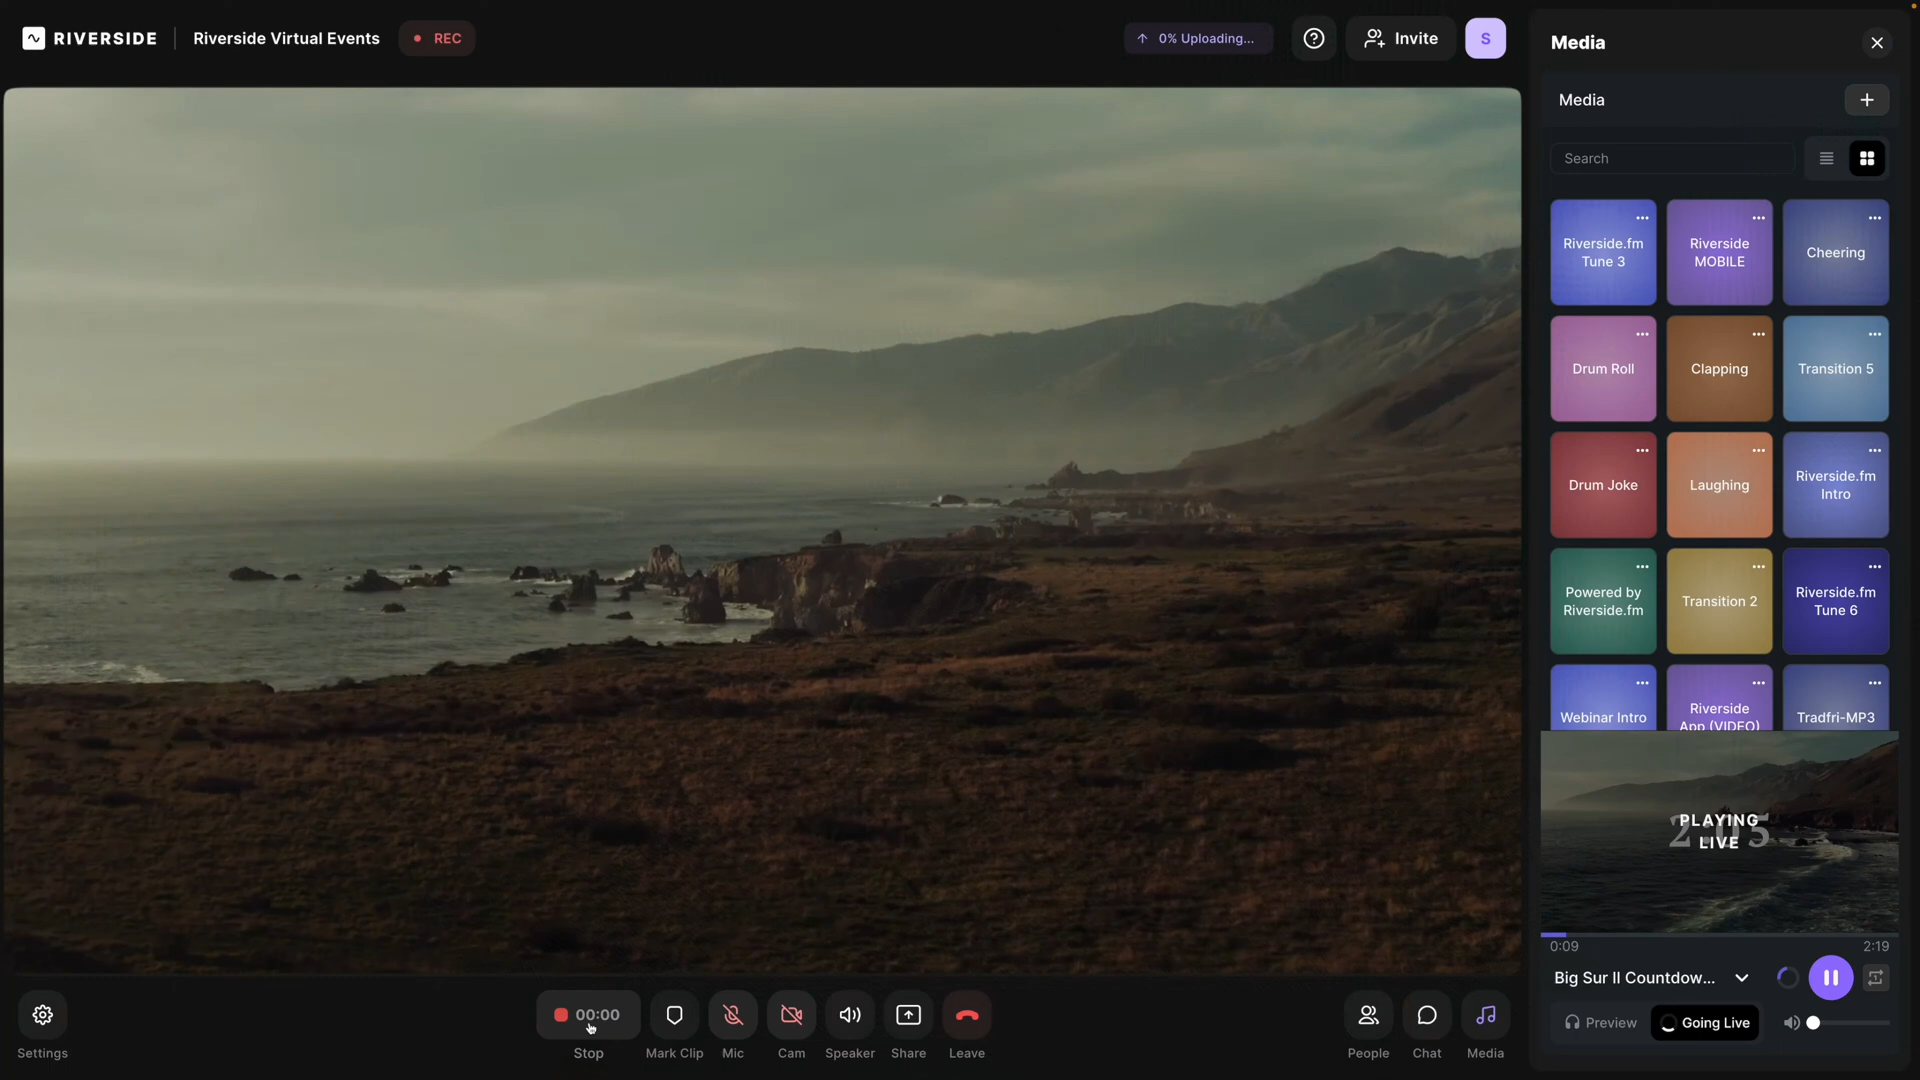 RIVERSIDE
Riverside Virtual Events
REC
0% Uploading...
Invite
S
Media
Media
Search
Riverside.fm
Tune 3
Riverside
MOBILE
Cheering
Drum Roll
Clapping
Transition 5
Drum Joke
Laughing
Riverside.fm
Intro
Powered by
Riverside.fm
Transition 2
Riverside.fm
Tune 6
Webinar Intro
Riverside
App (VIDEO)
Tradfri-MP3
2:05
PLAYING
LIVE
0:09
2:19
Big Sur II Countdow...
Preview
Going Live
Settings
00:00
Stop
Mark Clip
Mic
Cam
Speaker
Share
Leave
People
Chat
Media